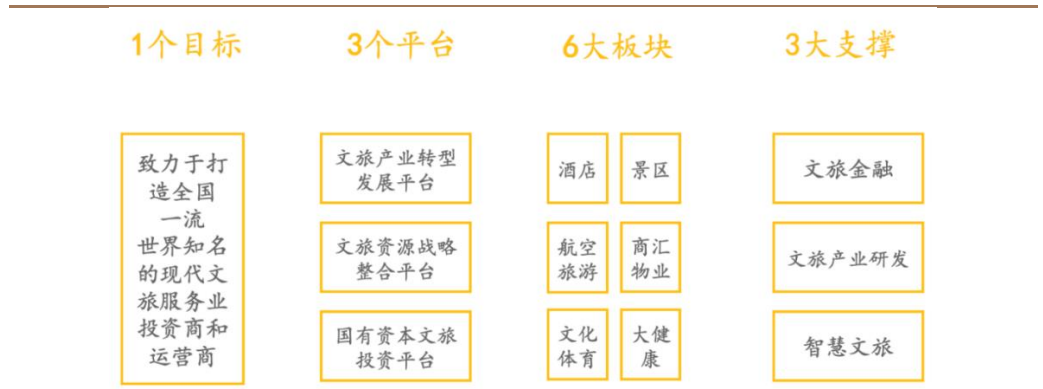 1个目标
3个平台
6大板块
3大支撑
致力于打
造全国
一流
世界知名
的现代文
旅服务业
投资商和
运营商
文旅产业转型
发展平台
文旅资源战略
整合平台
国有资本文旅
投资平台
酒店
景区
航空
旅游
商汇
物业
文化
体育
大健
康
文旅金融
文旅产业研发
智慧文旅